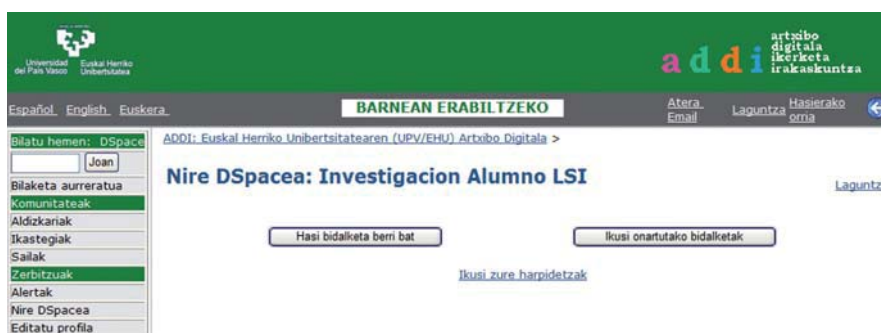 Universidad del País Vasco
Euskal Herriko Unibertsitatea
addi
artxibo
digitala
ikerketa
irakaskuntza
Español English Euskera
BARNEAN ERABILTZEKO
Atera Email
Laguntza
Hasierako orria
Bilatu hemen: DSpace
Joan
Bilaketa aurreratua
Komunitateak
Aldizkariak
Ikastegiak
Sailak
Zerbitzuak
Alertak
Nire DSpacea
Editatu profila
ADDI: Euskal Herriko Unibertsitatearen (UPV/EHU) Artxibo Digitala >
Nire DSpacea: Investigacion Alumno LSI
Laguntz
Hasi bidalketa berri bat
Ikusi onartutako bidalketak
Ikusi zure harpidetzak